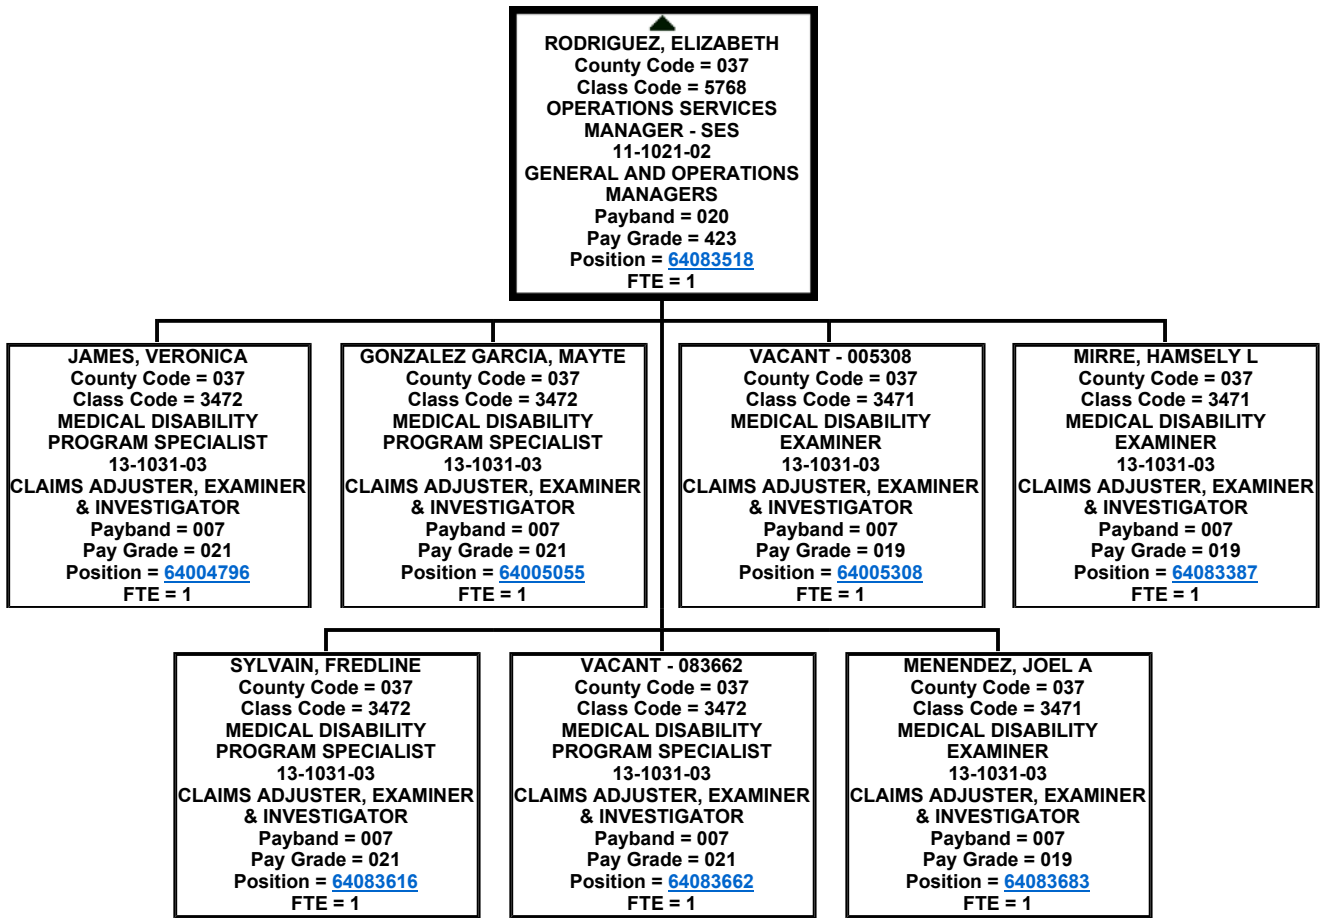 RODRIGUEZ, ELIZABETH
County Code = 037
Class Code = 5768
OPERATIONS SERVICES
MANAGER - SES
11-1021-02
GENERAL AND OPERATIONS
MANAGERS
Payband = 020
Pay Grade = 423
Position = 64083518
FTE = 1
JAMES, VERONICA
County Code = 037
Class Code = 3472
MEDICAL DISABILITY
PROGRAM SPECIALIST
13-1031-03
CLAIMS ADJUSTER, EXAMINER
& INVESTIGATOR
Payband = 007
Pay Grade = 021
Position = 64004796
FTE = 1
GONZALEZ GARCIA, MAYTE
County Code = 037
Class Code = 3472
MEDICAL DISABILITY
PROGRAM SPECIALIST
13-1031-03
CLAIMS ADJUSTER, EXAMINER
& INVESTIGATOR
Payband = 007
Pay Grade = 021
Position = 64005055
FTE = 1
VACANT - 005308
County Code = 037
Class Code = 3471
MEDICAL DISABILITY
EXAMINER
13-1031-03
CLAIMS ADJUSTER, EXAMINER
& INVESTIGATOR
Payband = 007
Pay Grade = 019
Position = 64005308
FTE = 1
MIRRE, HAMSELY L
County Code = 037
Class Code = 3471
MEDICAL DISABILITY
EXAMINER
13-1031-03
CLAIMS ADJUSTER, EXAMINER
& INVESTIGATOR
Payband = 007
Pay Grade = 019
Position = 64083387
FTE = 1
SYLVAIN, FREDLINE
County Code = 037
Class Code = 3472
MEDICAL DISABILITY
PROGRAM SPECIALIST
13-1031-03
CLAIMS ADJUSTER, EXAMINER
& INVESTIGATOR
Payband = 007
Pay Grade = 021
Position = 64083616
FTE = 1
VACANT - 083662
County Code = 037
Class Code = 3472
MEDICAL DISABILITY
PROGRAM SPECIALIST
13-1031-03
CLAIMS ADJUSTER, EXAMINER
& INVESTIGATOR
Payband = 007
Pay Grade = 021
Position = 64083662
FTE = 1
MENENDEZ, JOEL A
County Code = 037
Class Code = 3471
MEDICAL DISABILITY
EXAMINER
13-1031-03
CLAIMS ADJUSTER, EXAMINER
& INVESTIGATOR
Payband = 007
Pay Grade = 019
Position = 64083683
FTE = 1